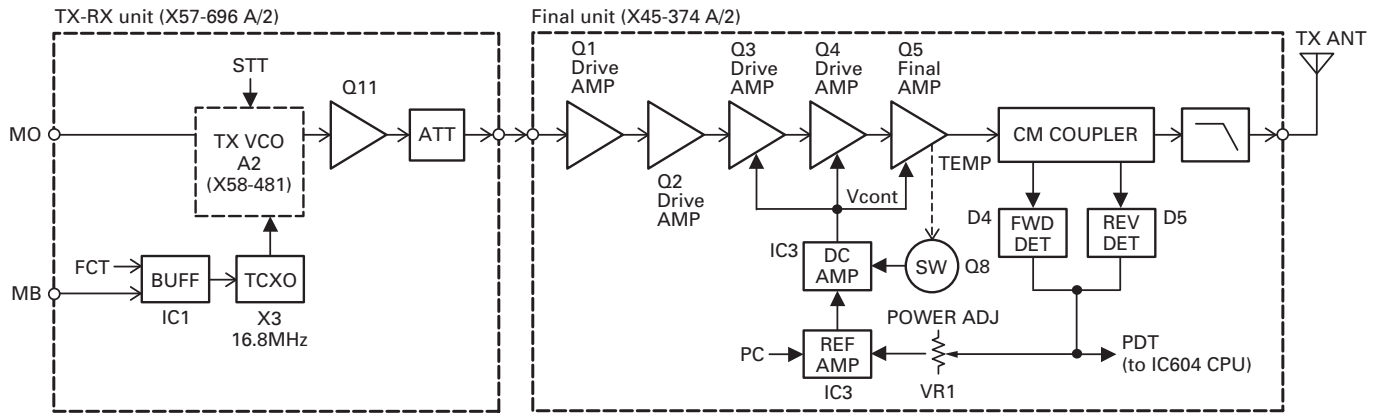 TX-RX unit (X57-696 A/2)
STT
MO
TX VCO
A2
(X58-481)
Q11
ATT
FCT
MB
BUFF
IC1
TCXO
X3
16.8MHz
Final unit (X45-374 A/2)
Q1
Drive
AMP
Q2
Drive
AMP
Q3
Drive
AMP
Q4
Drive
AMP
Q5
Final
AMP
TX ANT
CM COUPLER
TEMP
Vcont
IC3
DC
AMP
SW
Q8
D4
FWD
DET
REV
DET
D5
PC
REF
AMP
IC3
POWER ADJ
VR1
PDT
(to IC604 CPU)